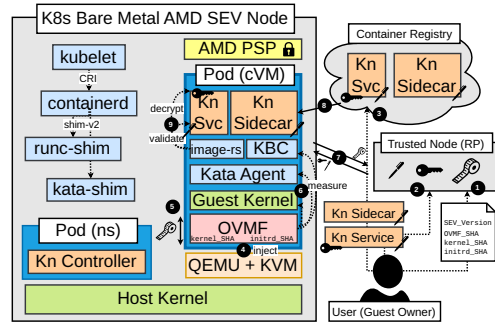 K8s Bare Metal AMD SEV Node
kubelet
CRI
containerd
shim-v2
runc-shim
kata-shim
Pod (ns)
Kn Controller
Host Kernel
AMD PSP
Pod (cVM)
decrypt
9
validate
Kn
Svc
Kn
Sidecar
image-rs
KBC
Kata Agent
Guest Kernel
OVMF
kernel_SHA
initrd_SHA
4
inject
QEMU + KVM
5
6
measure
7
8
Container Registry
Kn
Svc
Kn
Sidecar
3
Trusted Node (RP)
2
1
Kn Sidecar
Kn Service
SEV_Version
OVMF_SHA
kernel_SHA
initrd_SHA
User (Guest Owner)